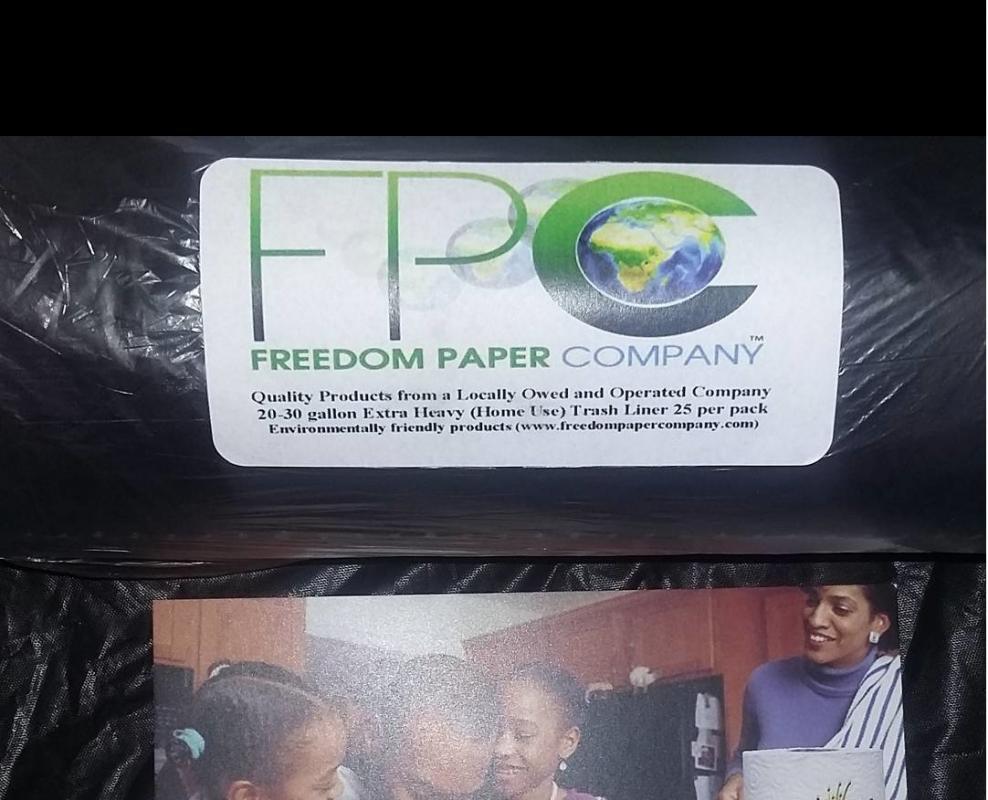 FPC
FREEDOM PAPER COMPANY™
Quality Products from a Locally Owed and Operated Company
20-30 gallon Extra Heavy (Home Use) Trash Liner 25 per pack
Environmentally friendly products (www.freedompapercompany.com)